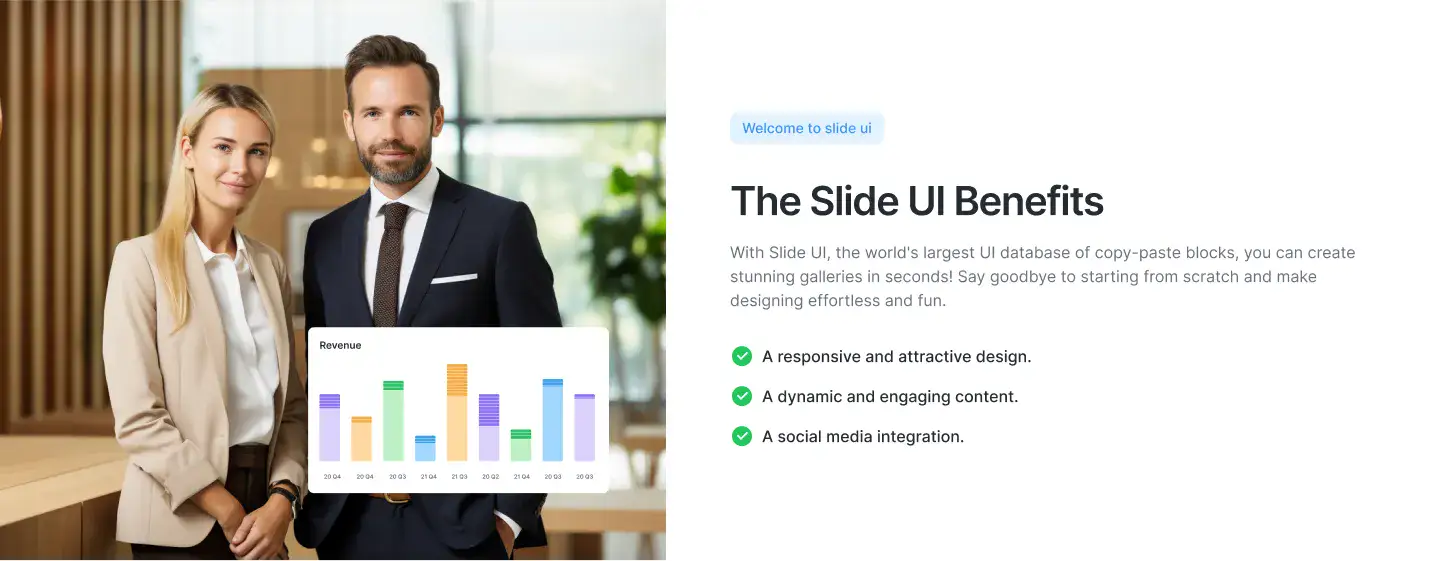 Welcome to slide ui
The Slide UI Benefits
With Slide UI, the world's largest UI database of copy-paste blocks, you can create
stunning galleries in seconds! Say goodbye to starting from scratch and make
designing effortless and fun.
A responsive and attractive design.
A dynamic and engaging content.
A social media integration.
Revenue
20 Q4 20 Q4 20 Q3 21 Q4 21 Q3 20 Q2 21 Q4 20 Q3 20 Q3